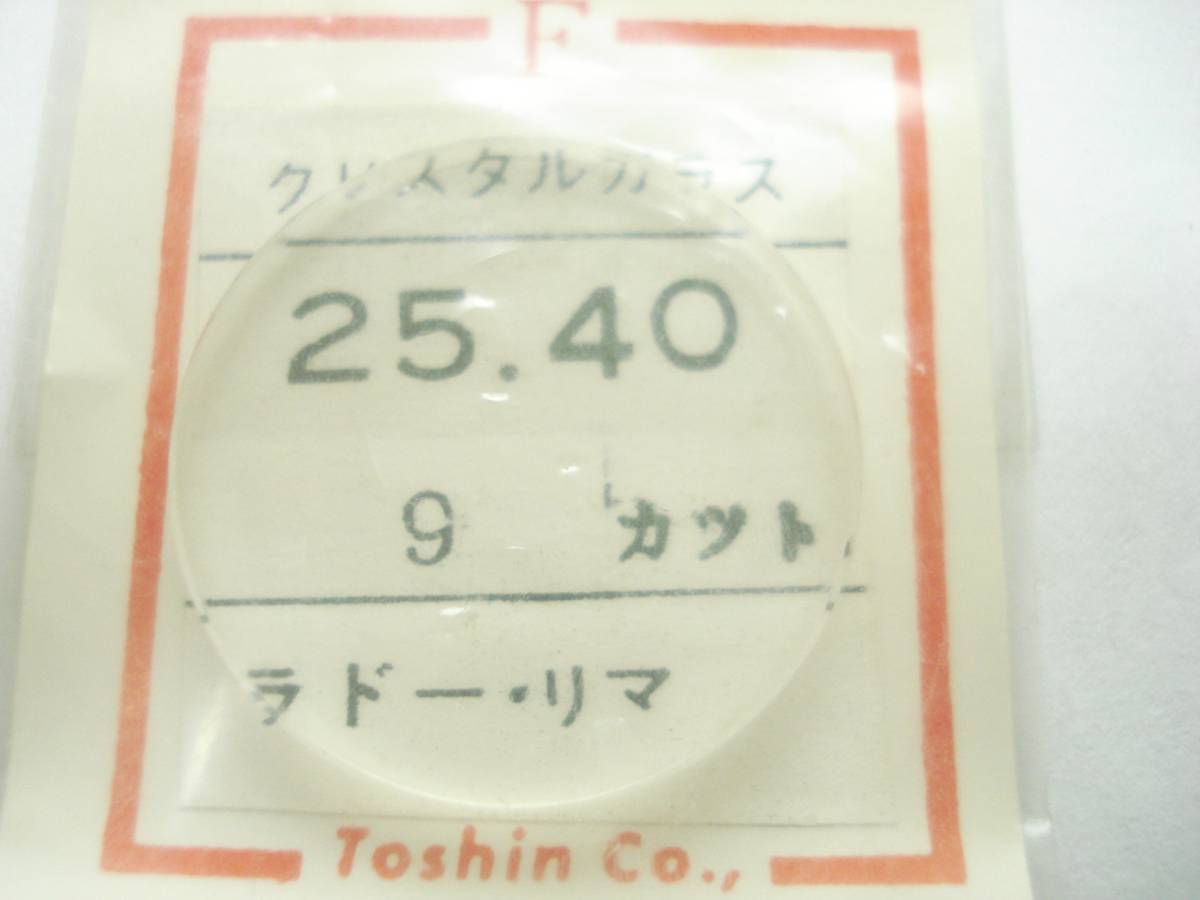 F
クリスタルガラス
25.40
9 カット
ラドー・リマ
Toshin Co.,